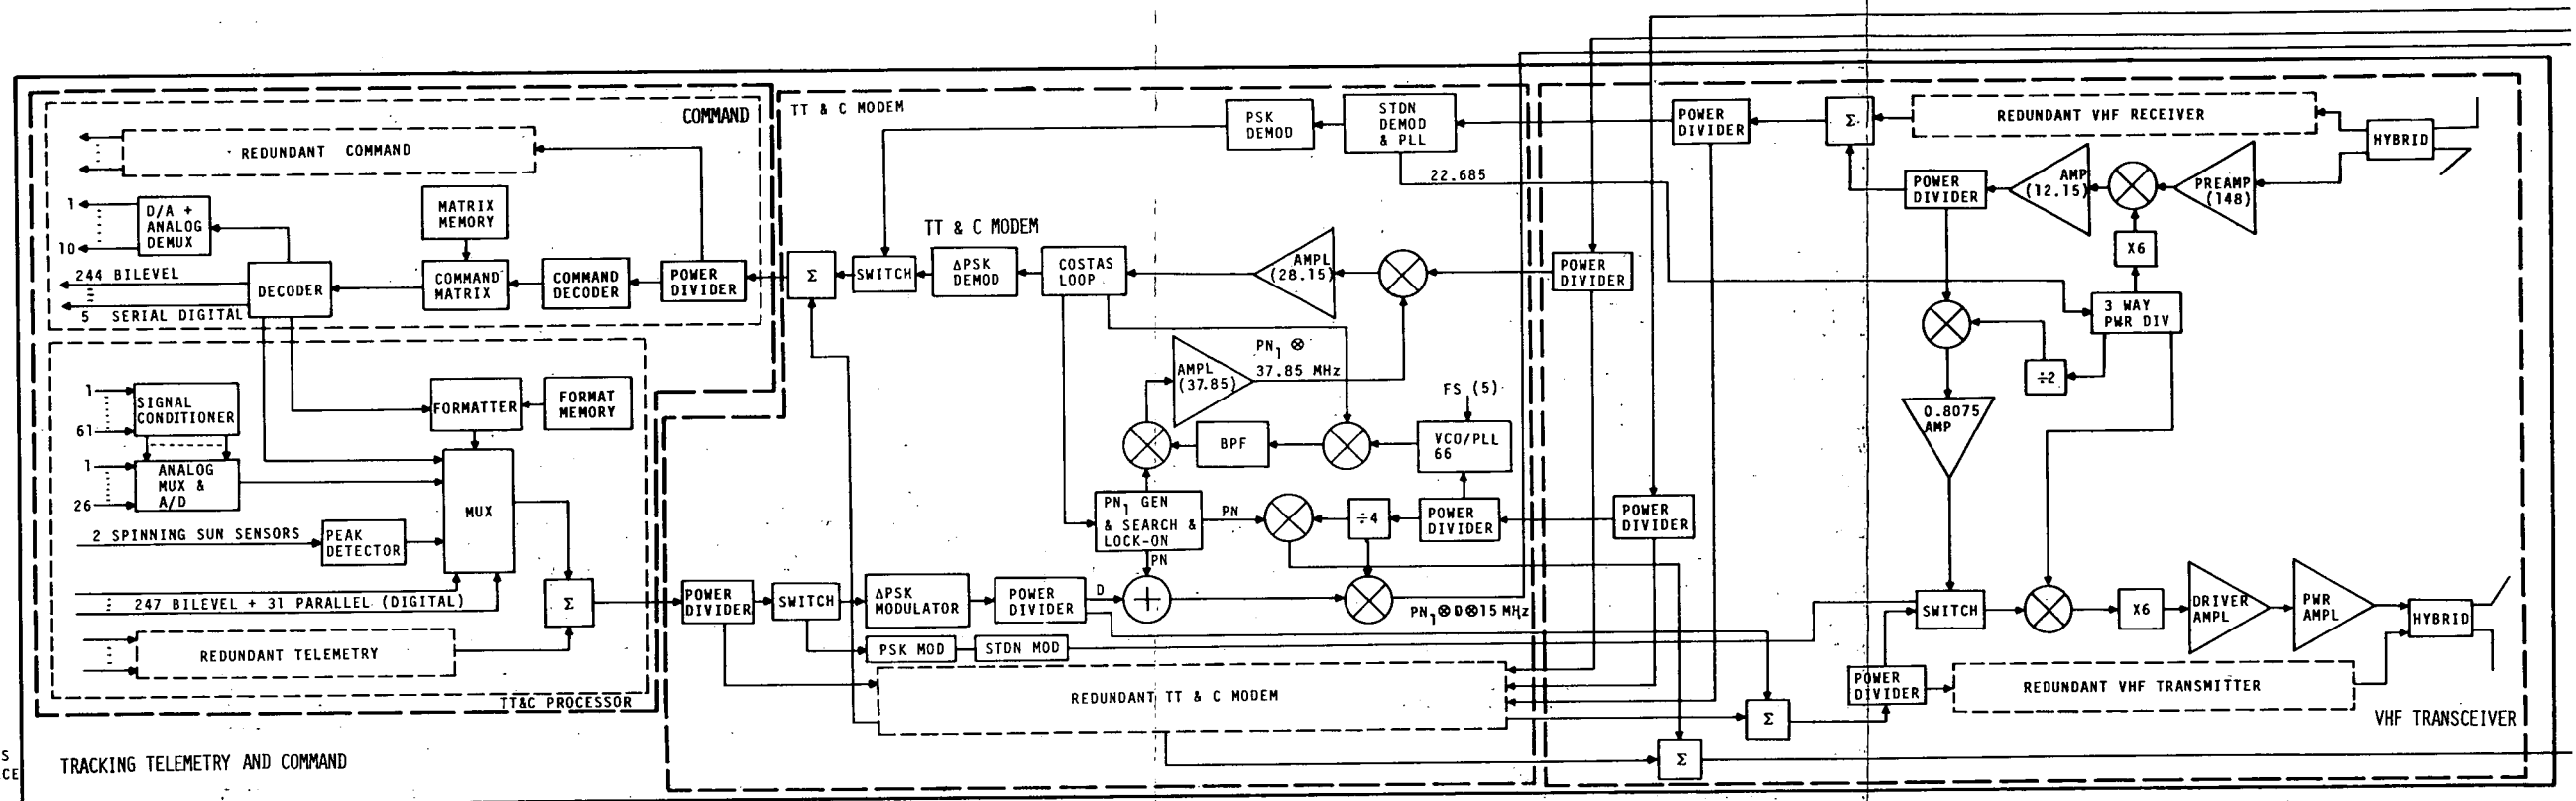 COMMAND
REDUNDANT COMMAND
1
10
D/A +
ANALOG
DEMUX
MATRIX
MEMORY
244 BILEVEL
5 SERIAL DIGITAL
DECODER
COMMAND
MATRIX
COMMAND
DECODER
POWER
DIVIDER
1
61
SIGNAL
CONDITIONER
1
26
ANALOG
MUX &
A/D
FORMATTER
FORMAT
MEMORY
MUX
2 SPINNING SUN SENSORS
PEAK
DETECTOR
247 BILEVEL + 31 PARALLEL (DIGITAL)
Σ
REDUNDANT TELEMETRY
TT&C PROCESSOR
TRACKING TELEMETRY AND COMMAND
S
CE
TT & C MODEM
PSK
DEMOD
STDN
DEMOD
& PLL
22.685
TT & C MODEM
Σ
SWITCH
ΔPSK
DEMOD
COSTAS
LOOP
AMPL
(28.15)
AMPL
(37.85)
PN1 ⊗
37.85 MHz
FS (5)
BPF
VCO/PLL
66
PN1 GEN
& SEARCH &
LOCK-ON
PN
÷4
POWER
DIVIDER
PN
POWER
DIVIDER
SWITCH
ΔPSK
MODULATOR
POWER
DIVIDER
D
+
PN1⊗D⊗15 MHz
PSK MOD
STDN MOD
REDUNDANT TT & C MODEM
POWER
DIVIDER
Σ
REDUNDANT VHF RECEIVER
HYBRID
POWER
DIVIDER
AMP
(12.15)
PREAMP
(148)
X6
POWER
DIVIDER
3 WAY
PWR DIV
÷2
0.8075
AMP
POWER
DIVIDER
SWITCH
X6
DRIVER
AMPL
PWR
AMPL
HYBRID
POWER
DIVIDER
REDUNDANT VHF TRANSMITTER
Σ
Σ
VHF TRANSCEIVER